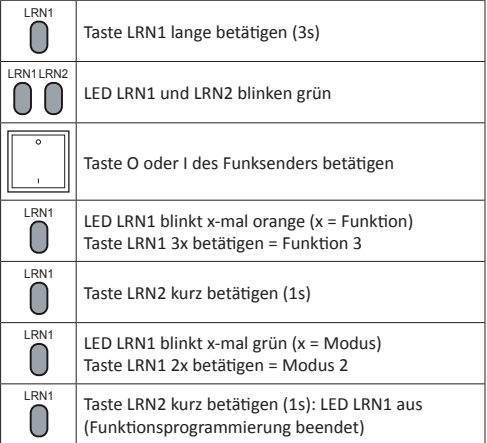 LRN1
Taste LRN1 lange betätigen (3s)
LRN1 LRN2
LED LRN1 und LRN2 blinken grün
Taste O oder I des Funksenders betätigen
LRN1
LED LRN1 blinkt x-mal orange (x = Funktion)
Taste LRN1 3x betätigen = Funktion 3
LRN1
Taste LRN2 kurz betätigen (1s)
LRN1
LED LRN1 blinkt x-mal grün (x = Modus)
Taste LRN1 2x betätigen = Modus 2
LRN1
Taste LRN2 kurz betätigen (1s): LED LRN1 aus
(Funktionsprogrammierung beendet)